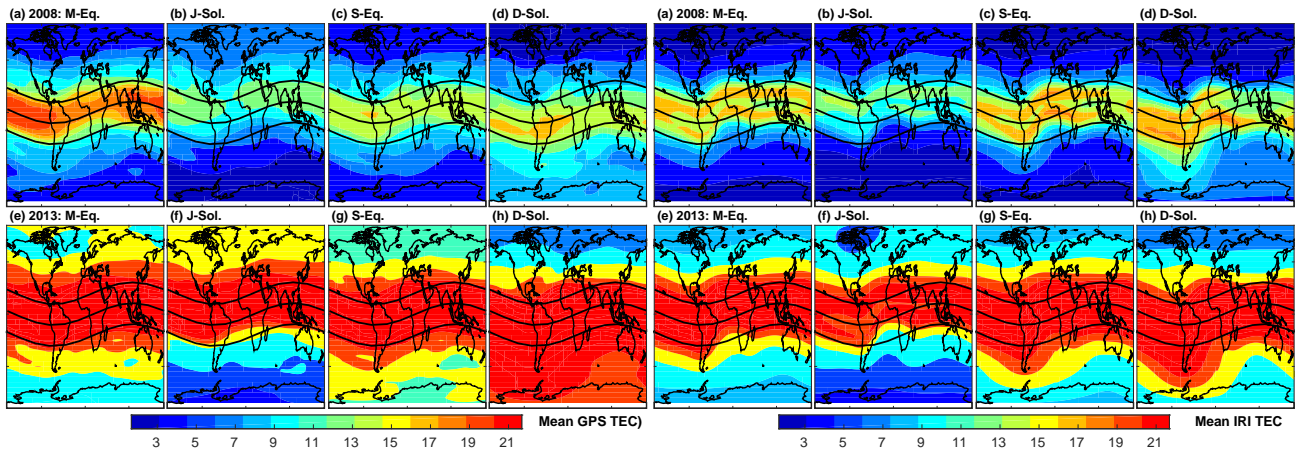 (a) 2008: M-Eq. (b) J-Sol. (c) S-Eq. (d) D-Sol. (a) 2008: M-Eq. (b) J-Sol. (c) S-Eq. (d) D-Sol.
(e) 2013: M-Eq. (f) J-Sol. (g) S-Eq. (h) D-Sol. (e) 2013: M-Eq. (f) J-Sol. (g) S-Eq. (h) D-Sol.
Mean GPS TEC) Mean IRI TEC
3 5 7 9 11 13 15 17 19 21 3 5 7 9 11 13 15 17 19 21